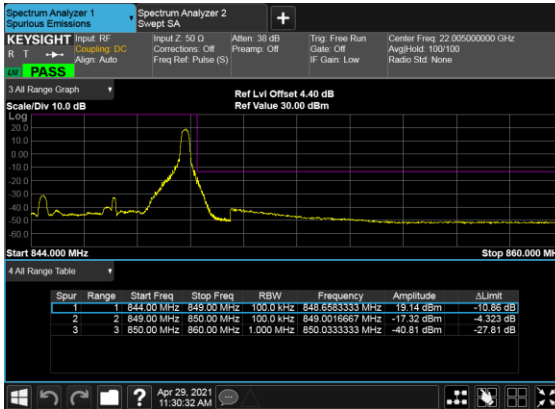 Spectrum Analyzer 1
Spurious Emissions
Spectrum Analyzer 2
Swept SA
KEYSIGHT
R T
LXI PASS
Input: RF
Coupling: DC
Align: Auto
Input Z: 50 Ω
Corrections: Off
Freq Ref: Pulse (S)
Atten: 38 dB
Preamp: Off
Trig: Free Run
Gate: Off
IF Gain: Low
Center Freq: 22.005000000 GHz
Avg|Hold: 100/100
Radio Std: None
3 All Range Graph
Scale/Div 10.0 dB
Ref Lvl Offset 4.40 dB
Ref Value 30.00 dBm
Log
20.0
10.0
0.00
-10.0
-20.0
-30.0
-40.0
-50.0
-60.0
Start 844.000 MHz
Stop 860.000 MH
4 All Range Table
Spur Range Start Freq Stop Freq RBW Frequency Amplitude ΔLimit
1 1 844.00 MHz 849.00 MHz 100.0 kHz 848.6583333 MHz 19.14 dBm -10.86 dB
2 2 849.00 MHz 850.00 MHz 100.0 kHz 849.0016667 MHz -17.32 dBm -4.323 dB
3 3 850.00 MHz 860.00 MHz 1.000 MHz 850.0333333 MHz -40.81 dBm -27.81 dB
Apr 29, 2021
11:30:32 AM